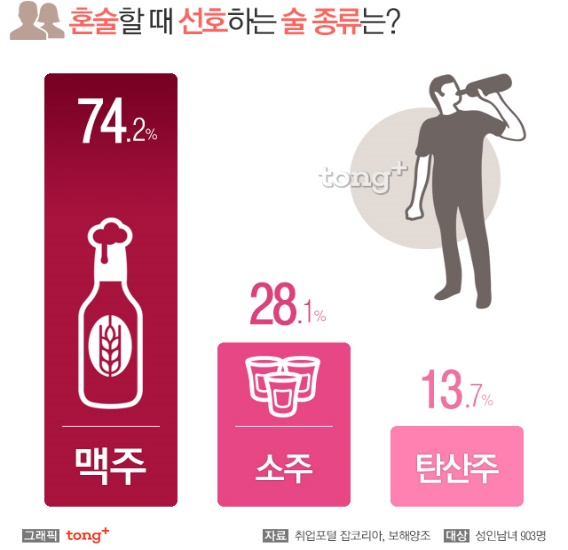 혼술할 때 선호하는 술 종류는?
74.2%
tong+
28.1%
13.7%
맥주
소주
탄산주
그래픽 tong+
자료 취업포털 잡코리아, 보해양조 대상 성인남녀 903명